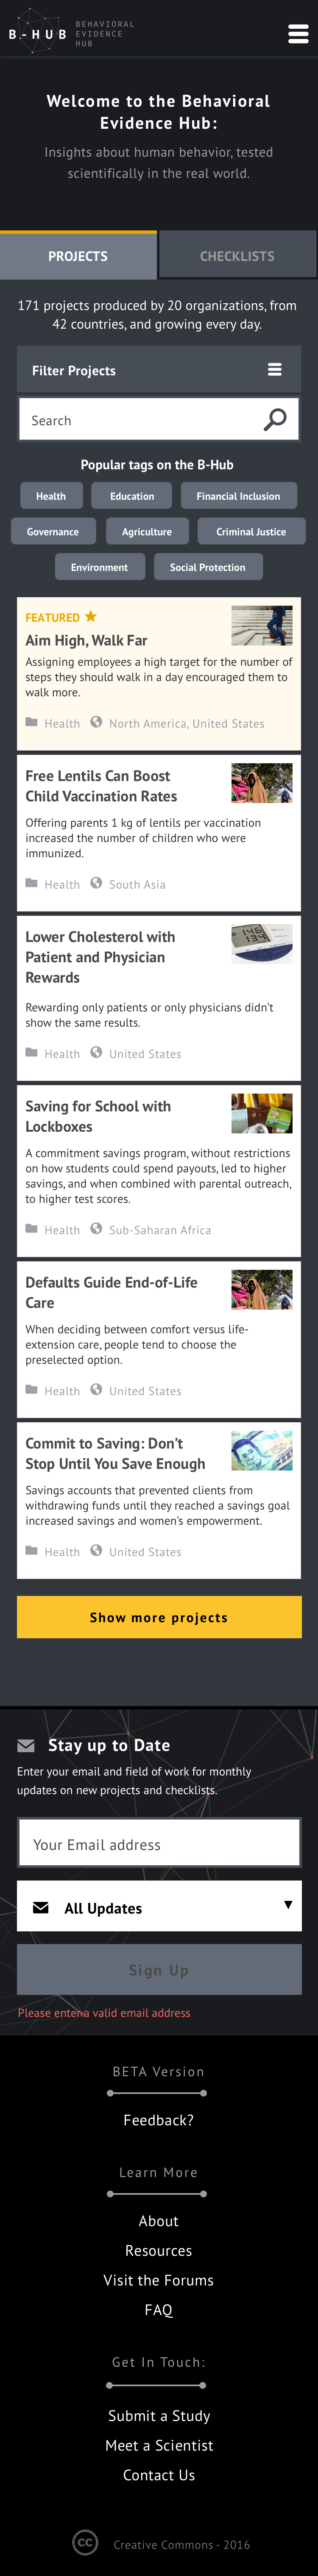 B-HUB
BEHAVIORAL
EVIDENCE
HUB
Welcome to the Behavioral
Evidence Hub:
Insights about human behavior, tested
scientifically in the real world.
PROJECTS
CHECKLISTS
171 projects produced by 20 organizations, from
42 countries, and growing every day.
Filter Projects
Search
Popular tags on the B-Hub
Health
Education
Financial Inclusion
Governance
Agriculture
Criminal Justice
Environment
Social Protection
FEATURED
Aim High, Walk Far
Assigning employees a high target for the number of
steps they should walk in a day encouraged them to
walk more.
Health
North America, United States
Free Lentils Can Boost
Child Vaccination Rates
Offering parents 1 kg of lentils per vaccination
increased the number of children who were
immunized.
Health
South Asia
Lower Cholesterol with
Patient and Physician
Rewards
Rewarding only patients or only physicians didn't
show the same results.
Health
United States
Saving for School with
Lockboxes
A commitment savings program, without restrictions
on how students could spend payouts, led to higher
savings, and when combined with parental outreach,
to higher test scores.
Health
Sub-Saharan Africa
Defaults Guide End-of-Life
Care
When deciding between comfort versus life-
extension care, people tend to choose the
preselected option.
Health
United States
Commit to Saving: Don't
Stop Until You Save Enough
Savings accounts that prevented clients from
withdrawing funds until they reached a savings goal
increased savings and women's empowerment.
Health
United States
Show more projects
Stay up to Date
Enter your email and field of work for monthly
updates on new projects and checklists.
Your Email address
All Updates
Sign Up
Please enter a valid email address
BETA Version
Feedback?
Learn More
About
Resources
Visit the Forums
FAQ
Get In Touch:
Submit a Study
Meet a Scientist
Contact Us
cc
Creative Commons - 2016